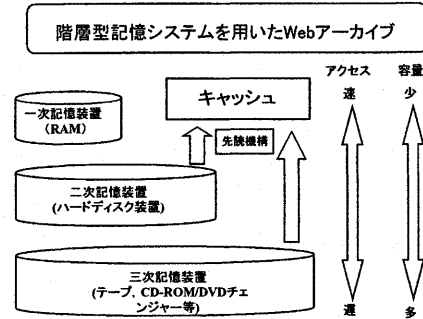 階層型記憶システムを用いたWebアーカイブ
アクセス
容量
速
少
キャッシュ
一次記憶装置
(RAM)
先読機構
二次記憶装置
(ハードディスク装置)
三次記憶装置
(テープ、CD-ROM/DVDチェ
ンジャー等)
遅
多